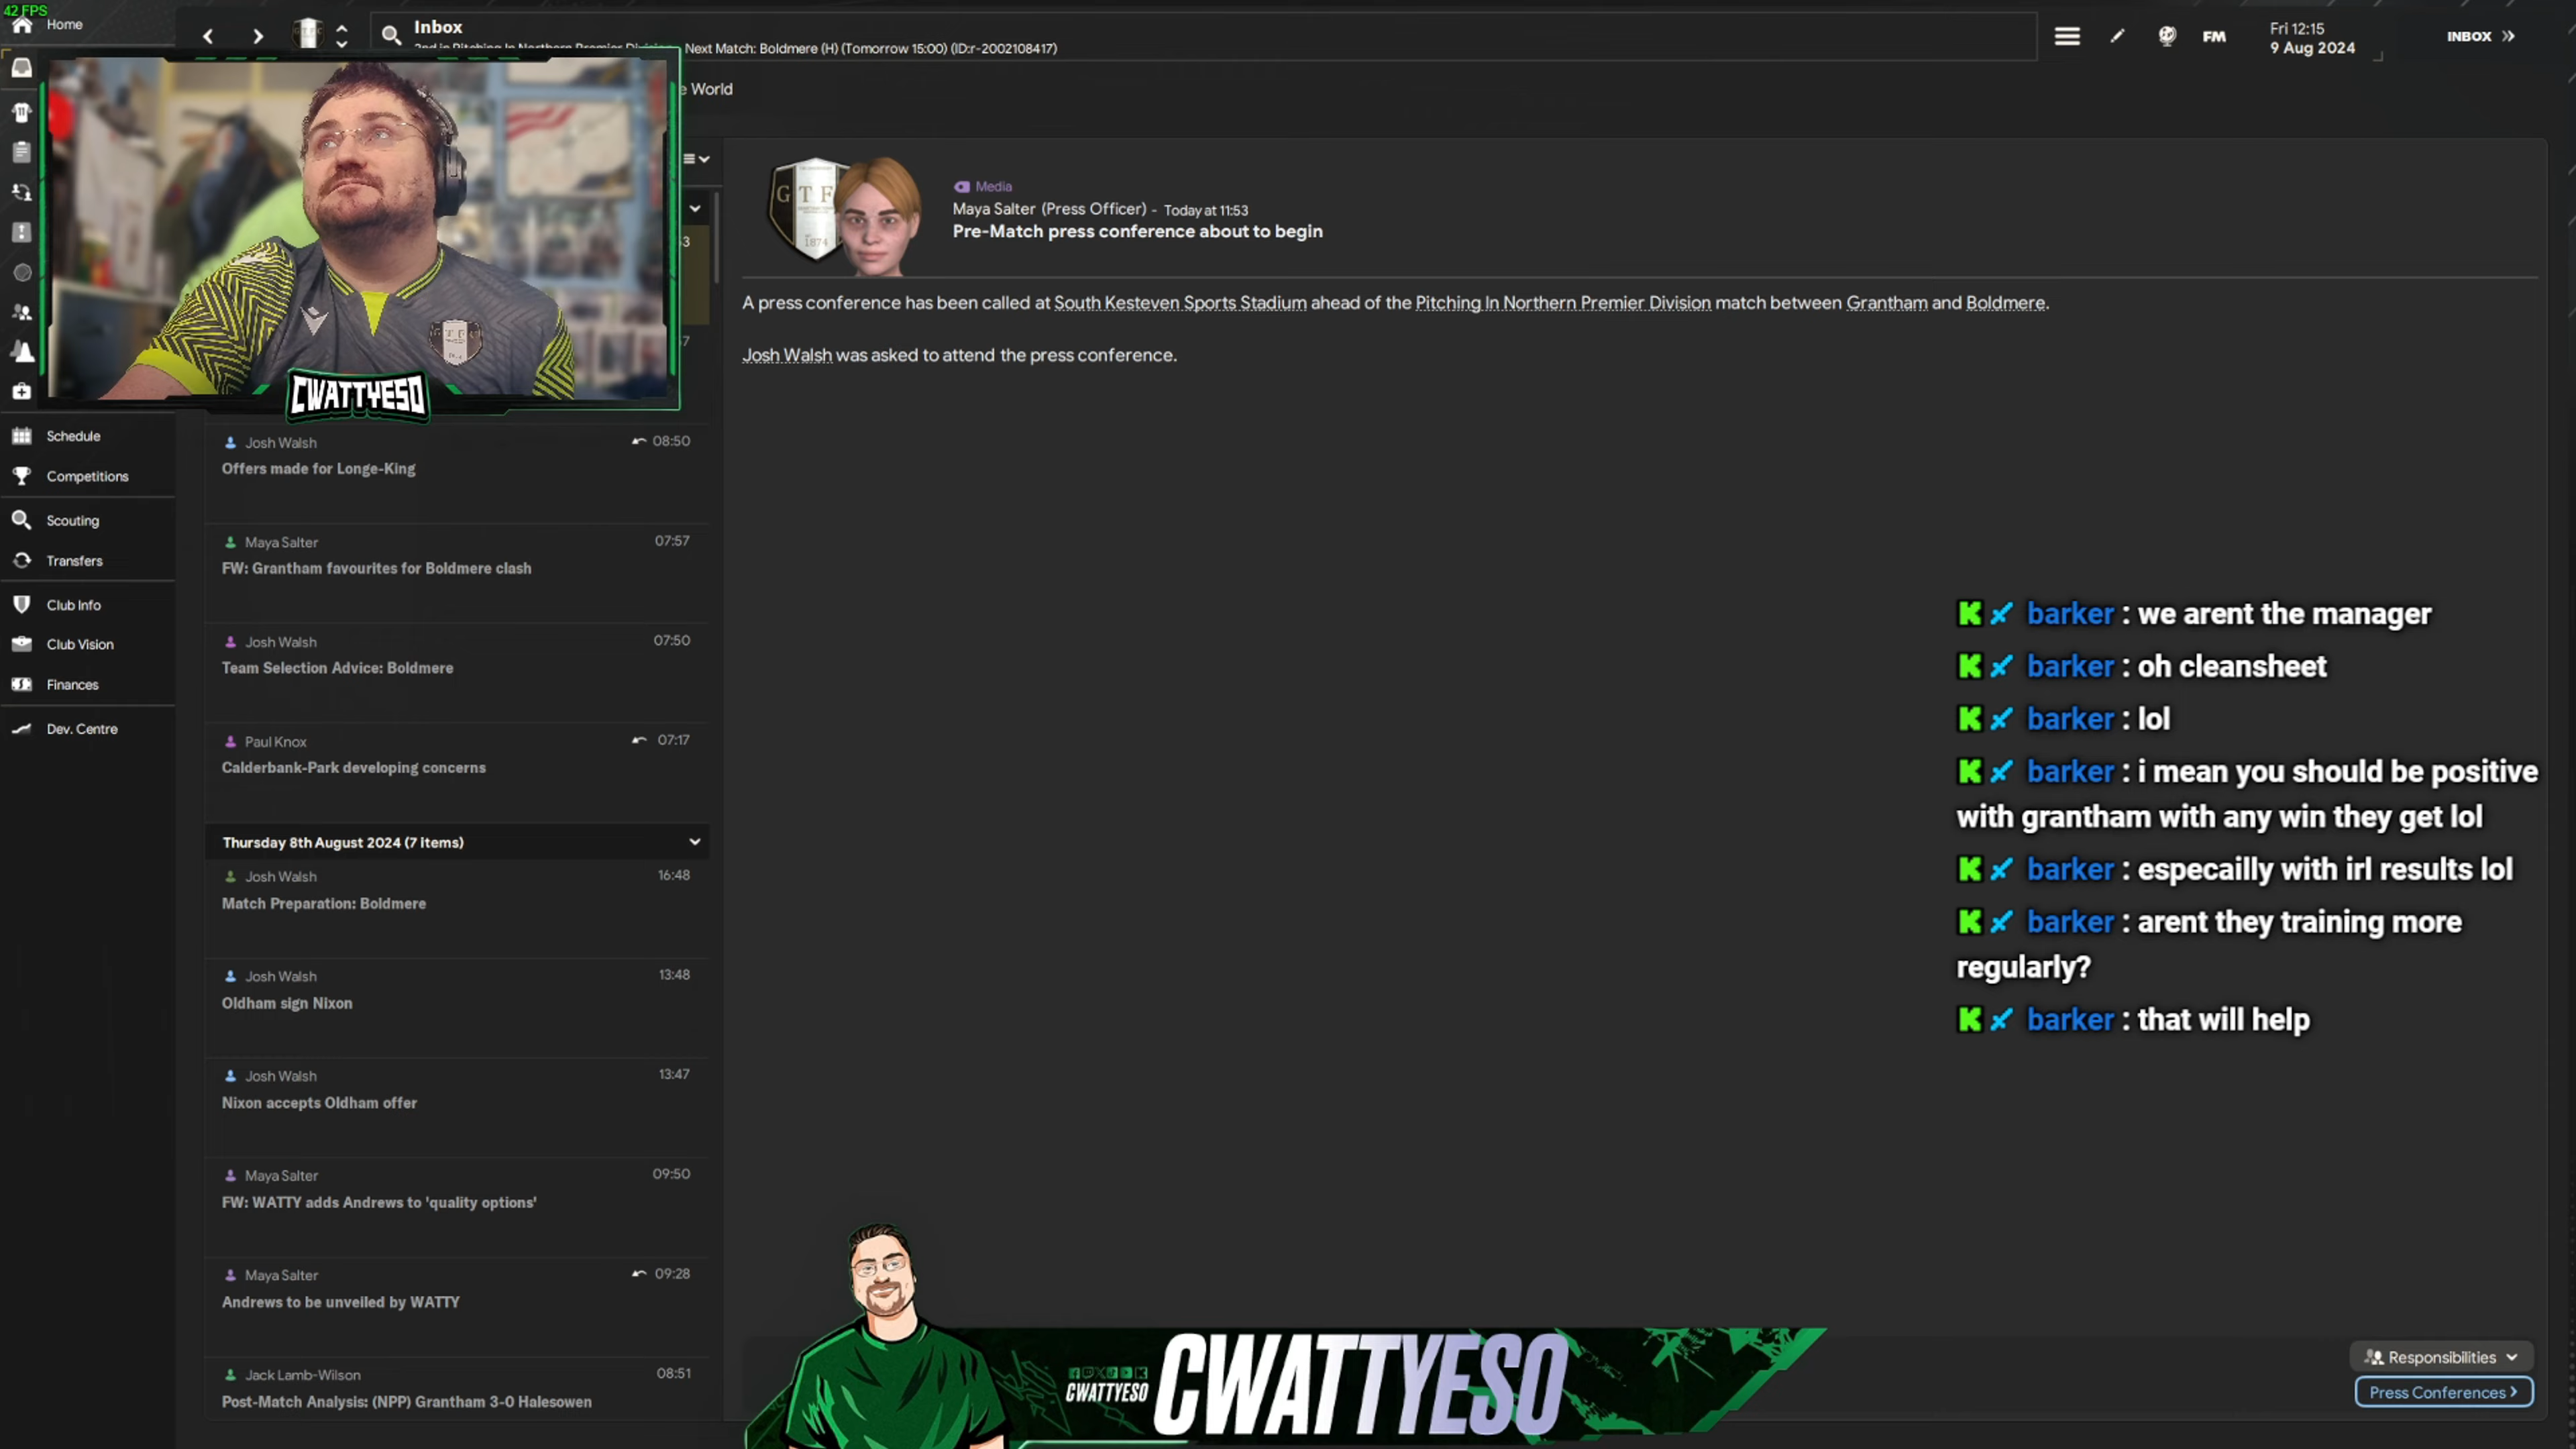 42 FPS
Home
Inbox
Next Match: Boldmere (H) (Tomorrow 15:00) (ID:r-2002108417)
FM
Fri 12:15
9 Aug 2024
INBOX
e World
CWATTYESO
Media
Maya Salter (Press Officer) - Today at 11:53
Pre-Match press conference about to begin
A press conference has been called at South Kesteven Sports Stadium ahead of the Pitching In Northern Premier Division match between Grantham and Boldmere.
Josh Walsh was asked to attend the press conference.
Schedule
Competitions
Scouting
Transfers
Club Info
Club Vision
Finances
Dev. Centre
Josh Walsh 08:50
Offers made for Longe-King
Maya Salter 07:57
FW: Grantham favourites for Boldmere clash
Josh Walsh 07:50
Team Selection Advice: Boldmere
Paul Knox 07:17
Calderbank-Park developing concerns
Thursday 8th August 2024 (7 Items)
Josh Walsh 16:48
Match Preparation: Boldmere
Josh Walsh 13:48
Oldham sign Nixon
Josh Walsh 13:47
Nixon accepts Oldham offer
Maya Salter 09:50
FW: WATTY adds Andrews to 'quality options'
Maya Salter 09:28
Andrews to be unveiled by WATTY
Jack Lamb-Wilson 08:51
Post-Match Analysis: (NPP) Grantham 3-0 Halesowen
barker : we arent the manager
barker : oh cleansheet
barker : lol
barker : i mean you should be positive
with grantham with any win they get lol
barker : especailly with irl results lol
barker : arent they training more
regularly?
barker : that will help
CWATTYESO
CWATTYESO
Responsibilities
Press Conferences